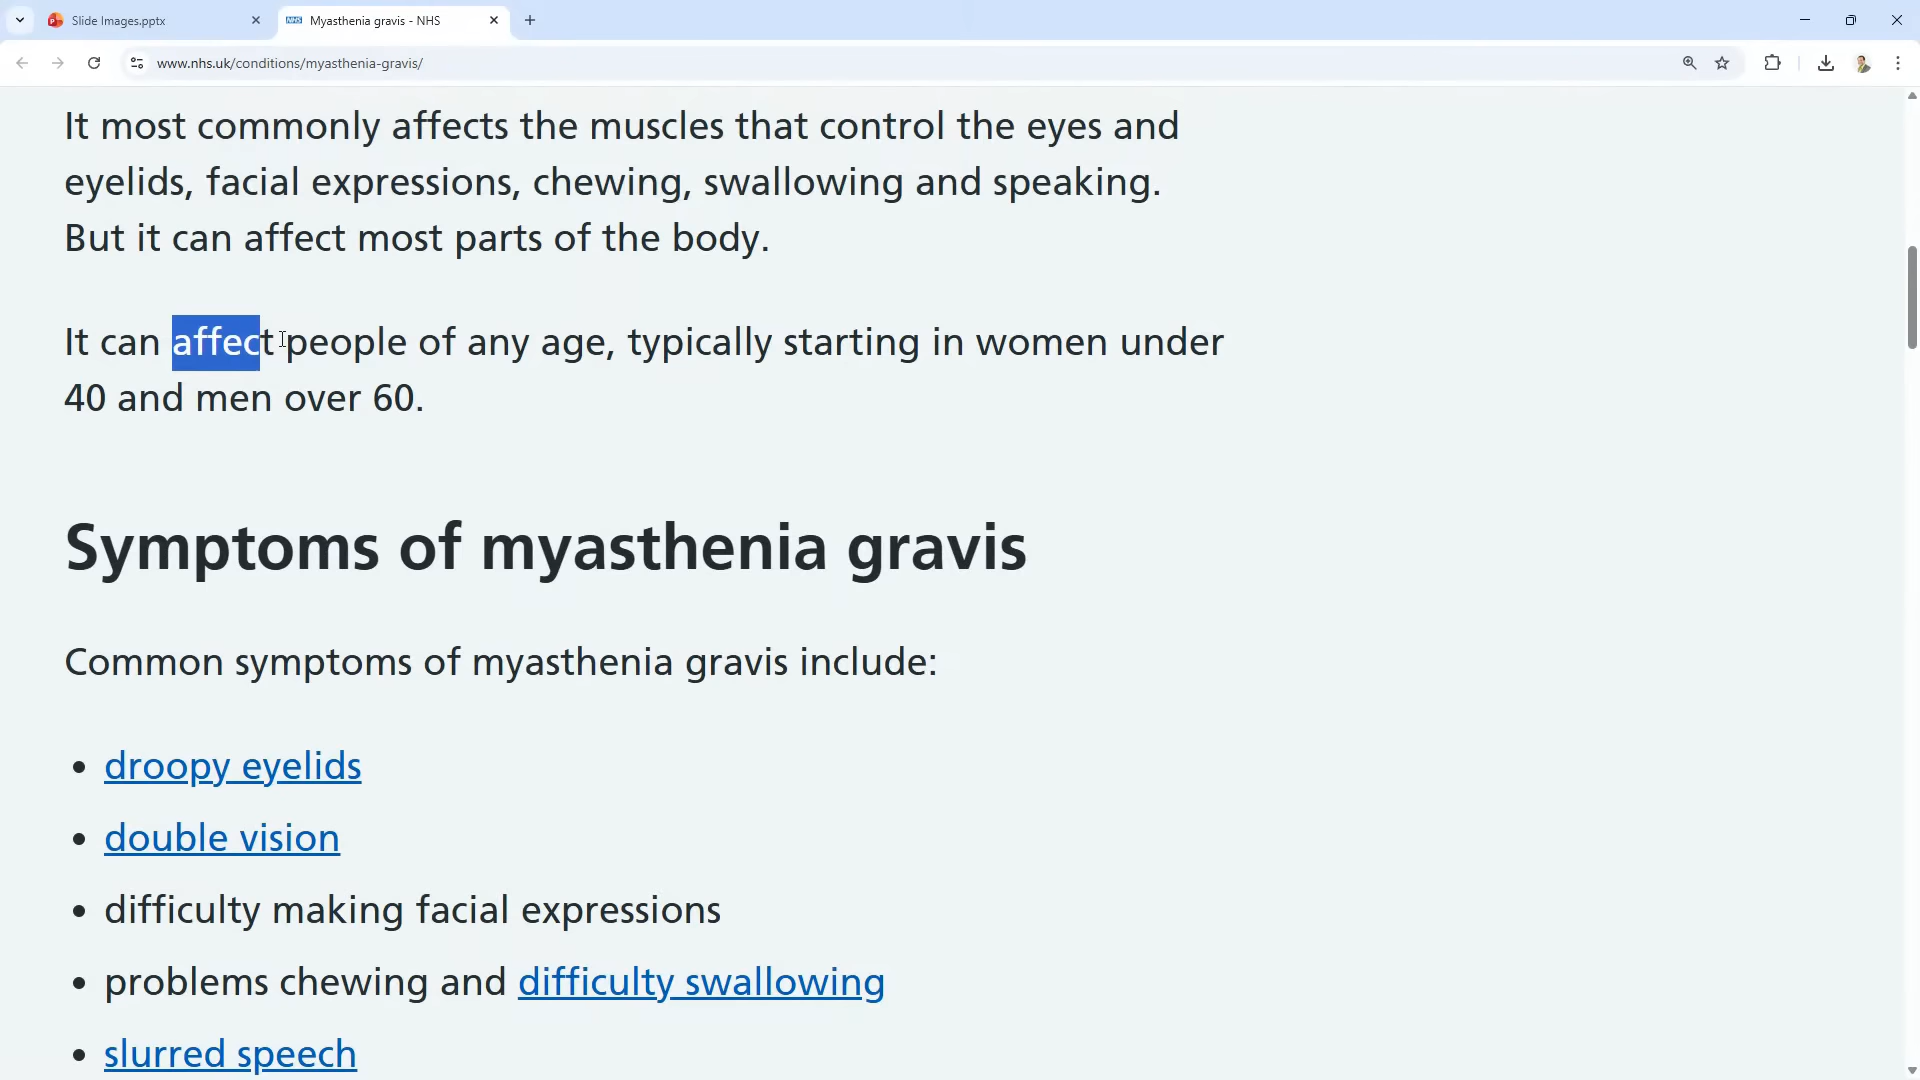 Slide Images.pptx
Myasthenia gravis - NHS
www.nhs.uk/conditions/myasthenia-gravis/
It most commonly affects the muscles that control the eyes and
eyelids, facial expressions, chewing, swallowing and speaking.
But it can affect most parts of the body.
It can affect people of any age, typically starting in women under
40 and men over 60.
Symptoms of myasthenia gravis
Common symptoms of myasthenia gravis include:
• droopy eyelids
• double vision
• difficulty making facial expressions
• problems chewing and difficulty swallowing
• slurred speech